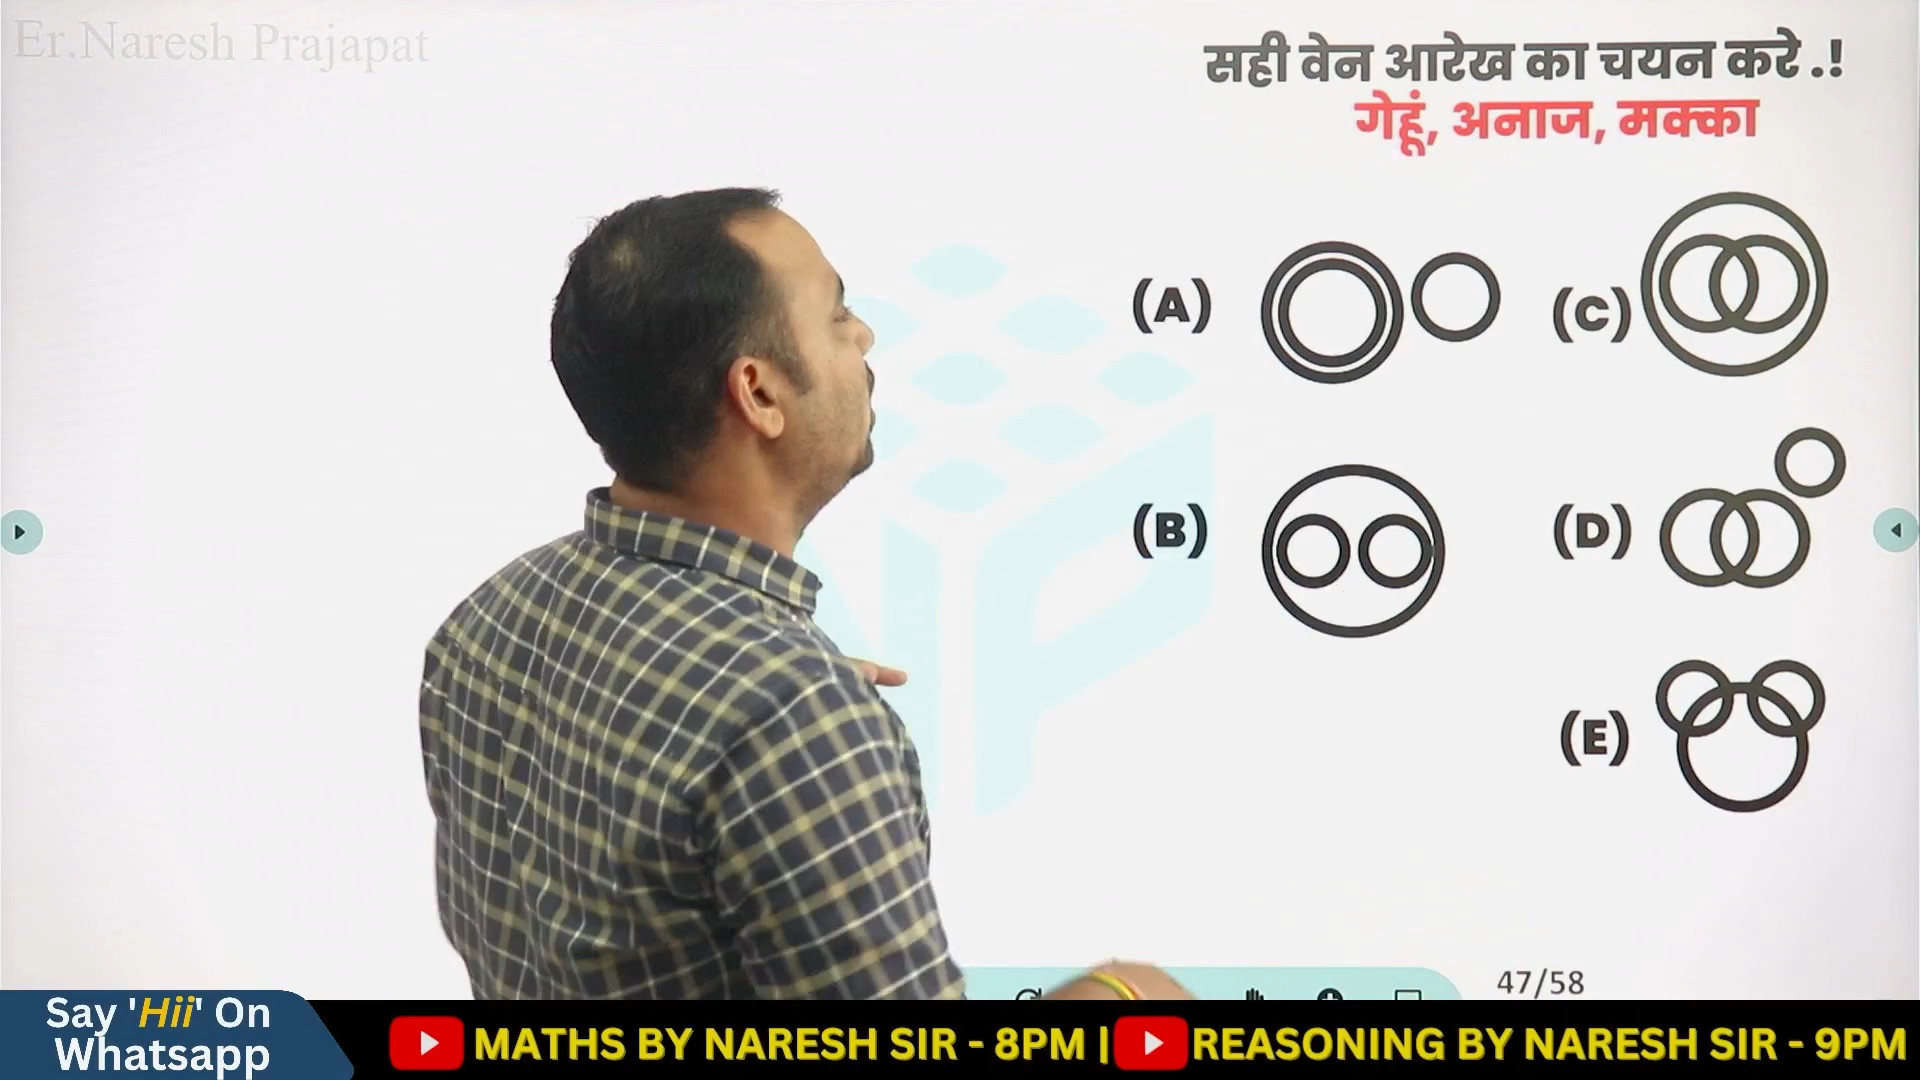 Er.Naresh Prajapat
सही वेन आरेख का चयन करे .!
गेहूं, अनाज, मक्का
(A)
(C)
(B)
(D)
(E)
47/58
Say 'Hii' On
Whatsapp
MATHS BY NARESH SIR - 8PM |
REASONING BY NARESH SIR - 9PM